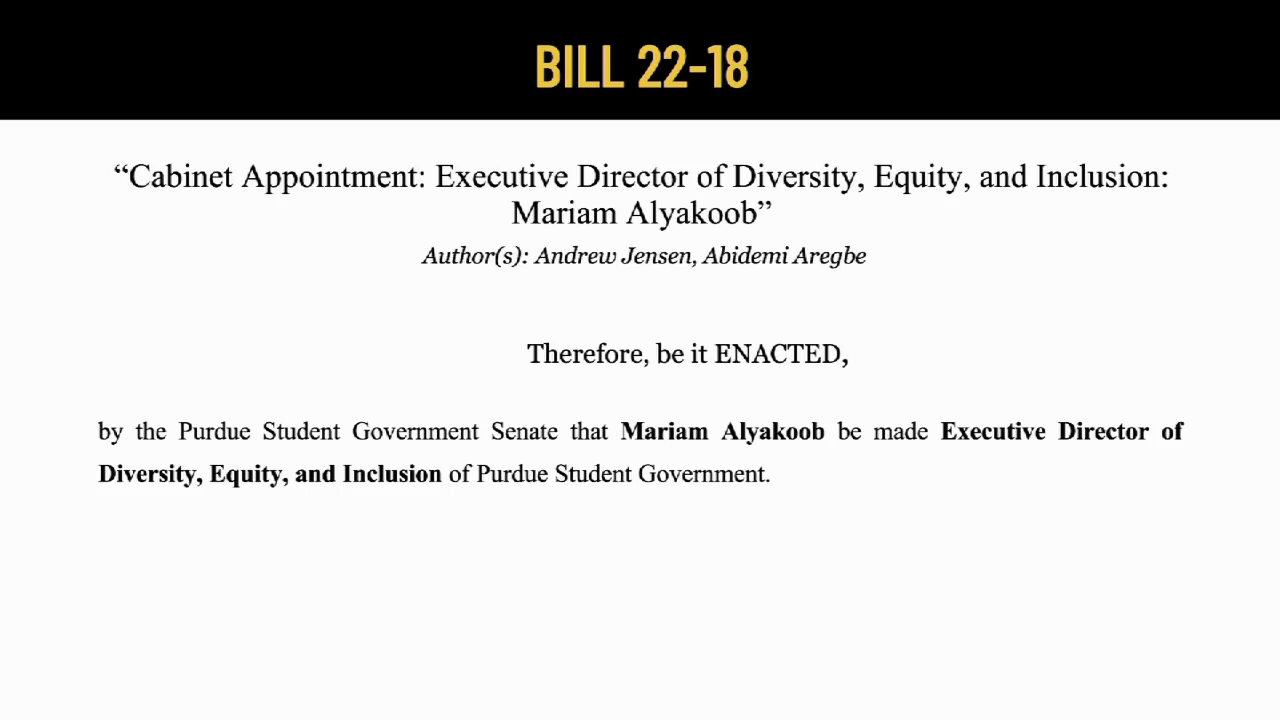 BILL 22-18
“Cabinet Appointment: Executive Director of Diversity, Equity, and Inclusion:
Mariam Alyakoob”
Author(s): Andrew Jensen, Abidemi Aregbe
Therefore, be it ENACTED,
by the Purdue Student Government Senate that Mariam Alyakoob be made Executive Director of
Diversity, Equity, and Inclusion of Purdue Student Government.